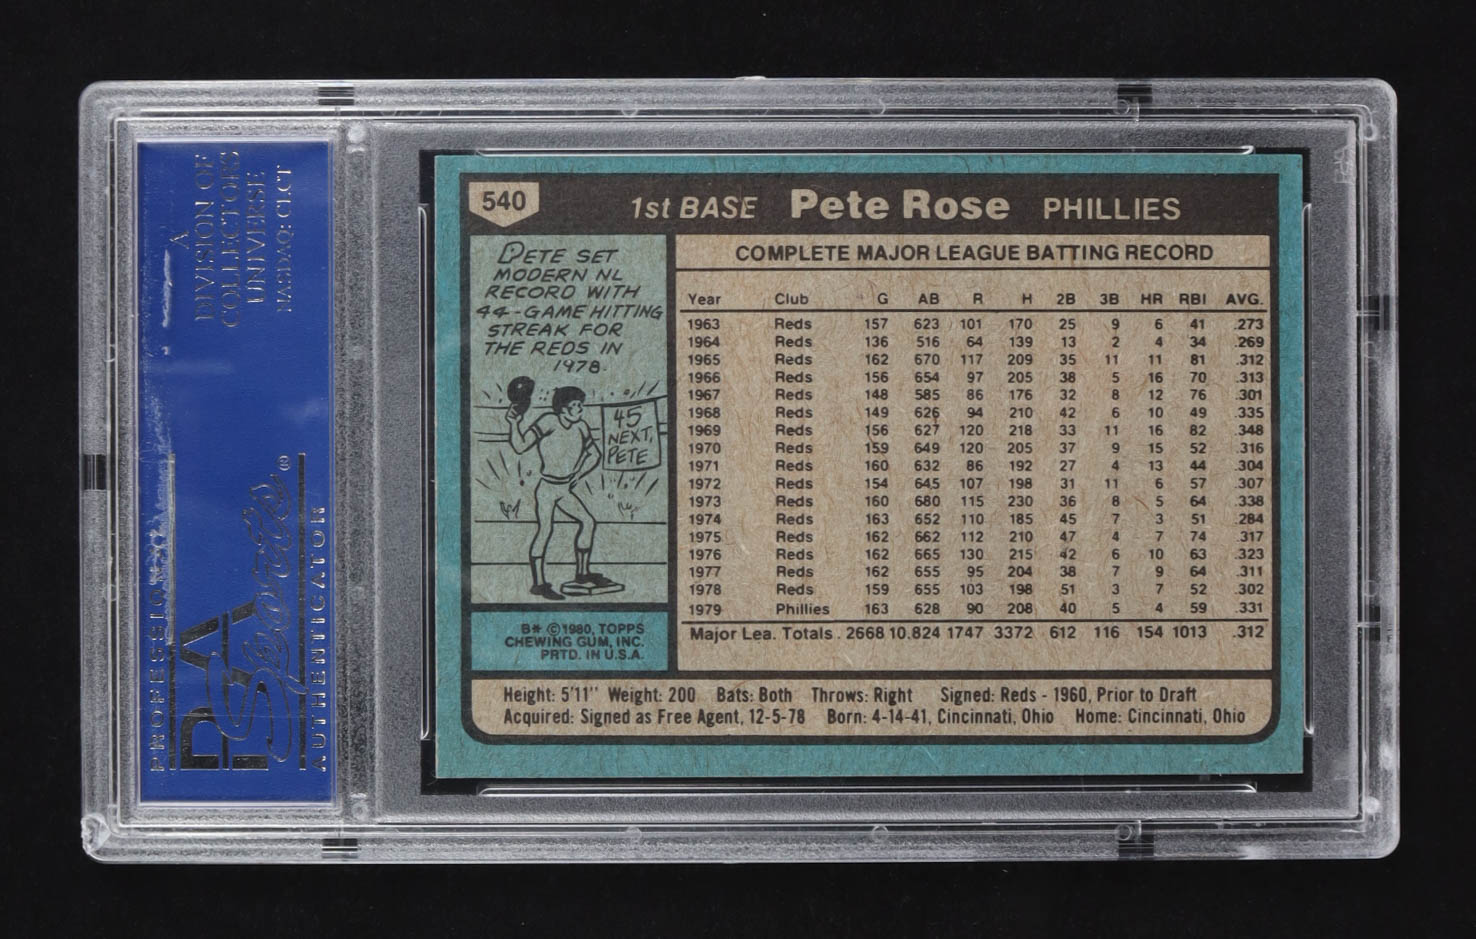 A
DIVISION OF
COLLECTORS
UNIVERSE
NASDAQ: CLCT
PROFESSIONAL
PSA
Sports
®
AUTHENTICATOR
540
1st BASE Pete Rose PHILLIES
PETE SET
MODERN NL
RECORD WITH
44-GAME HITTING
STREAK FOR
THE REDS IN
1978.
45
NEXT,
PETE
B* ©1980, TOPPS
CHEWING GUM, INC.
PRTD. IN U.S.A.
COMPLETE MAJOR LEAGUE BATTING RECORD
Year Club G AB R H 2B 3B HR RBI AVG.
1963 Reds 157 623 101 170 25 9 6 41 .273
1964 Reds 136 516 64 139 13 2 4 34 .269
1965 Reds 162 670 117 209 35 11 11 81 .312
1966 Reds 156 654 97 205 38 5 16 70 .313
1967 Reds 148 585 86 176 32 8 12 76 .301
1968 Reds 149 626 94 210 42 6 10 49 .335
1969 Reds 156 627 120 218 33 11 16 82 .348
1970 Reds 159 649 120 205 37 9 15 52 .316
1971 Reds 160 632 86 192 27 4 13 44 .304
1972 Reds 154 645 107 198 31 11 6 57 .307
1973 Reds 160 680 115 230 36 8 5 64 .338
1974 Reds 163 652 110 185 45 7 3 51 .284
1975 Reds 162 662 112 210 47 4 7 74 .317
1976 Reds 162 665 130 215 42 6 10 63 .323
1977 Reds 162 655 95 204 38 7 9 64 .311
1978 Reds 159 655 103 198 51 3 7 52 .302
1979 Phillies 163 628 90 208 40 5 4 59 .331
Major Lea. Totals . 2668 10.824 1747 3372 612 116 154 1013 .312
Height: 5'11" Weight: 200 Bats: Both Throws: Right Signed: Reds - 1960, Prior to Draft
Acquired: Signed as Free Agent, 12-5-78 Born: 4-14-41, Cincinnati, Ohio Home: Cincinnati, Ohio